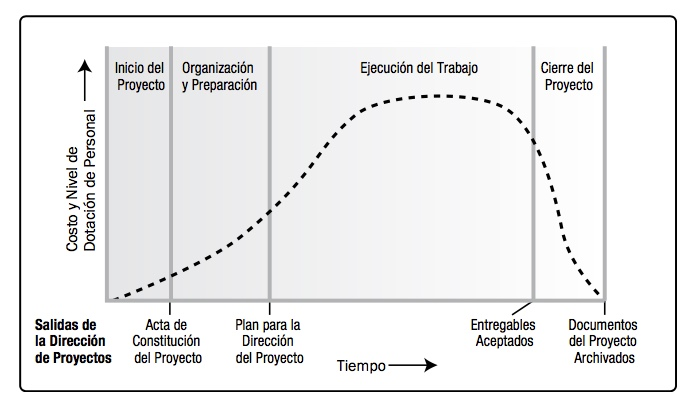 Inicio del
Proyecto
Organización
y Preparación
Ejecución del Trabajo
Cierre del
Proyecto
Costo y Nivel de
Dotación de Personal
Salidas de
la Dirección
de Proyectos
Acta de
Constitución
del Proyecto
Plan para la
Dirección
del Proyecto
Entregables
Aceptados
Documentos
del Proyecto
Archivados
Tiempo